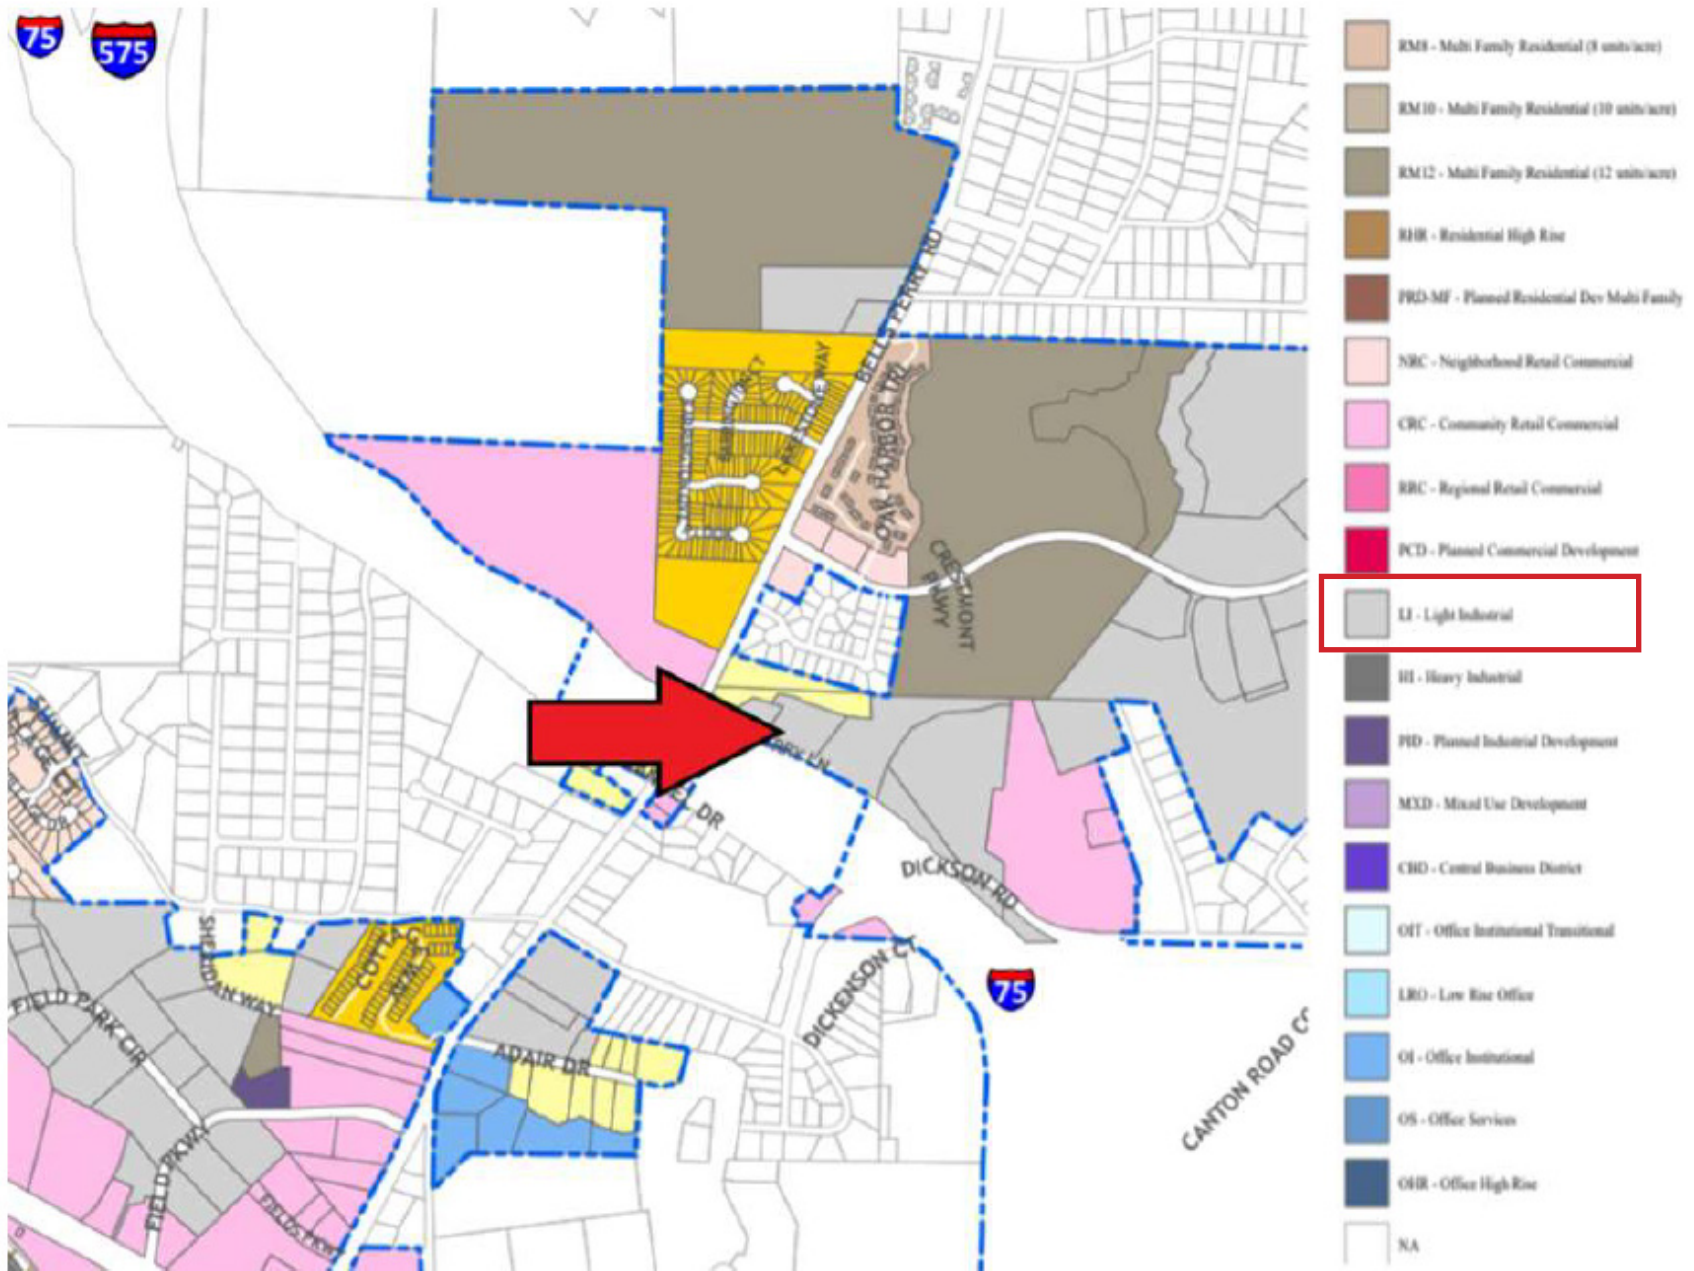 75
575
BELLS FERRY RD
OAK HARBOR TRL
CRESTMONT
PKWY
DR
DICKSON RD
DICKENSON CT
75
CANTON ROAD CO
SHERIDAN WAY
FIELD PARK CIR
ADAIR DR
FIELD PKWY
FIELDS PKWY
RM8 - Multi Family Residential (8 units/acre)
RM10 - Multi Family Residential (10 units/acre)
RM12 - Multi Family Residential (12 units/acre)
RHR - Residential High Rise
PRD-MF - Planned Residential Dev Multi Family
NRC - Neighborhood Retail Commercial
CRC - Community Retail Commercial
RRC - Regional Retail Commercial
PCD - Planned Commercial Development
LI - Light Industrial
HI - Heavy Industrial
PID - Planned Industrial Development
MXD - Mixed Use Development
CBD - Central Business District
OIT - Office Institutional Transitional
LRO - Low Rise Office
OI - Office Institutional
OS - Office Services
OHR - Office High Rise
NA